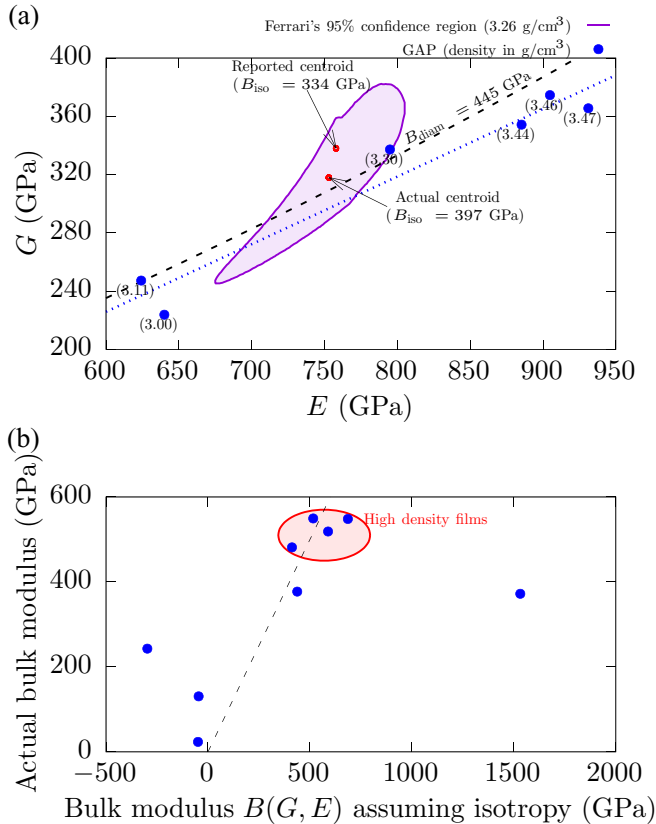 (a)
Ferrari's 95% confidence region (3.26 g/cm³)
GAP (density in g/cm³)
Reported centroid
(B_iso = 334 GPa)
B_diam = 445 GPa
400
360
320
280
240
200
G (GPa)
(3.46)
(3.47)
(3.44)
(3.30)
Actual centroid
(B_iso = 397 GPa)
(3.11)
(3.00)
600 650 700 750 800 850 900 950
E (GPa)
(b)
600
400
200
0
Actual bulk modulus (GPa)
High density films
−500 0 500 1000 1500 2000
Bulk modulus B(G, E) assuming isotropy (GPa)